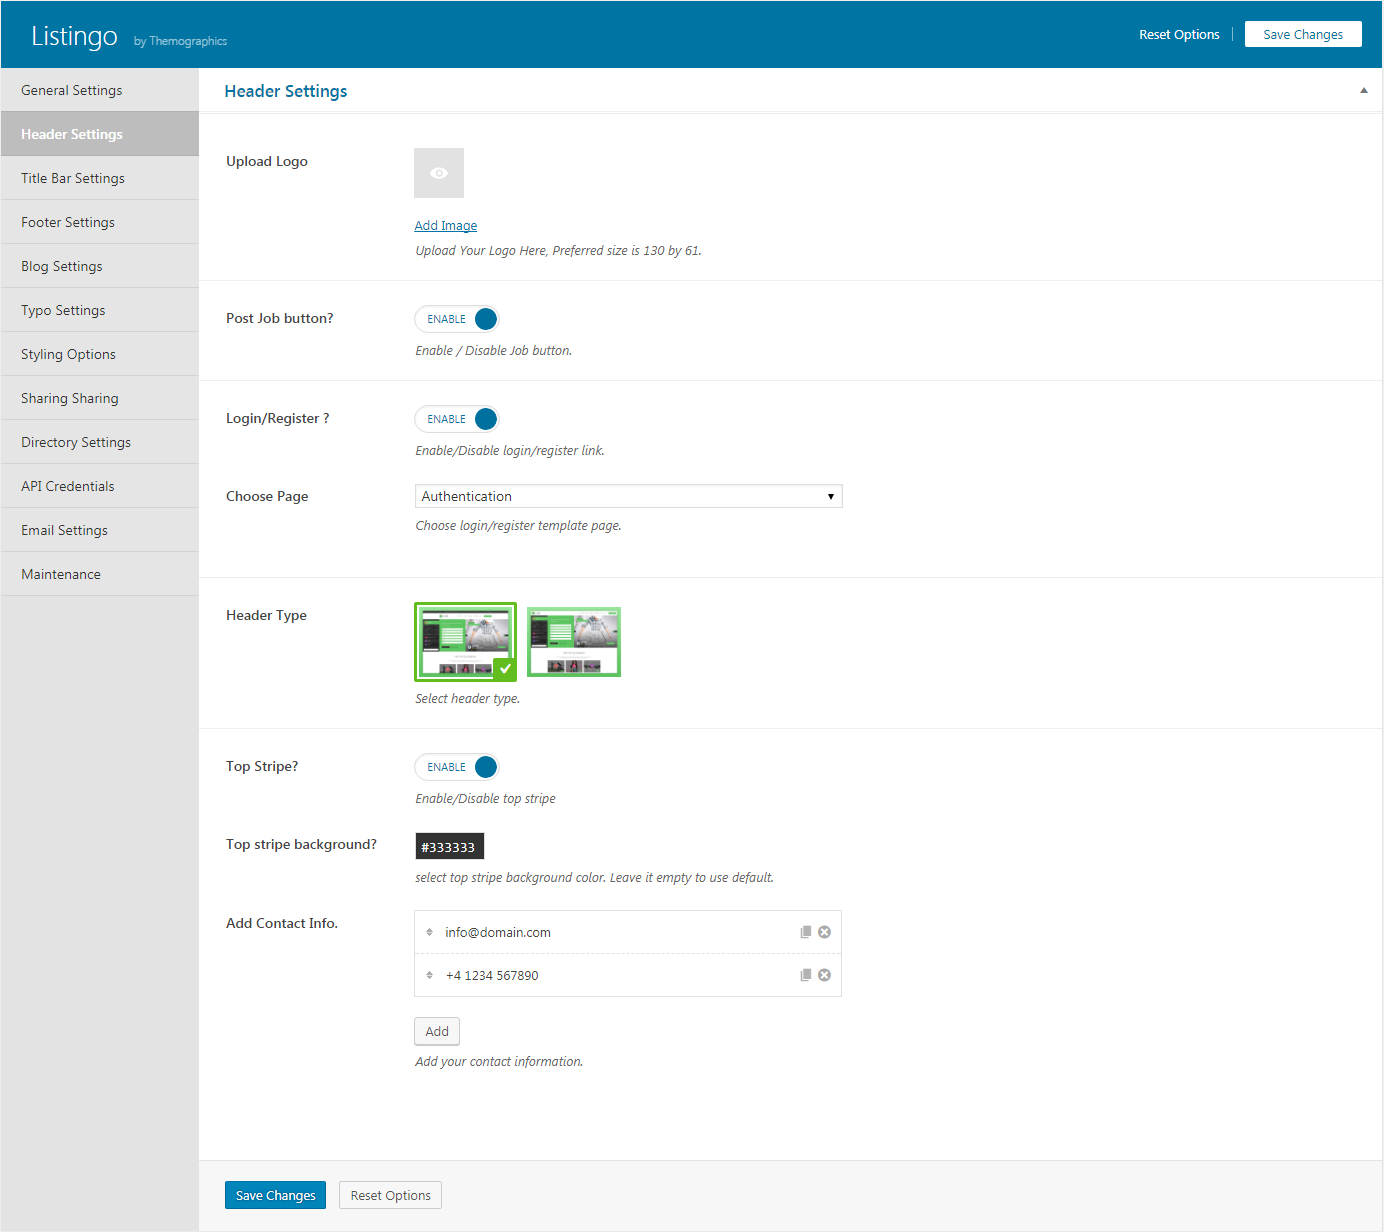 Listingo by Themographics
Reset Options
Save Changes
General Settings
Header Settings
Title Bar Settings
Footer Settings
Blog Settings
Typo Settings
Styling Options
Sharing Sharing
Directory Settings
API Credentials
Email Settings
Maintenance
Header Settings
Upload Logo
Add Image
Upload Your Logo Here, Preferred size is 130 by 61.
Post Job button?
ENABLE
Enable / Disable Job button.
Login/Register ?
ENABLE
Enable/Disable login/register link.
Choose Page
Authentication
Choose login/register template page.
Header Type
Select header type.
Top Stripe?
ENABLE
Enable/Disable top stripe
Top stripe background?
#333333
select top stripe background color. Leave it empty to use default.
Add Contact Info.
info@domain.com
+4 1234 567890
Add
Add your contact information.
Save Changes
Reset Options